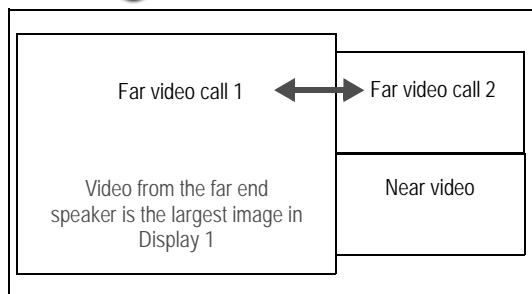 Far video call 1
Far video call 2
Video from the far end
speaker is the largest image in
Display 1
Near video